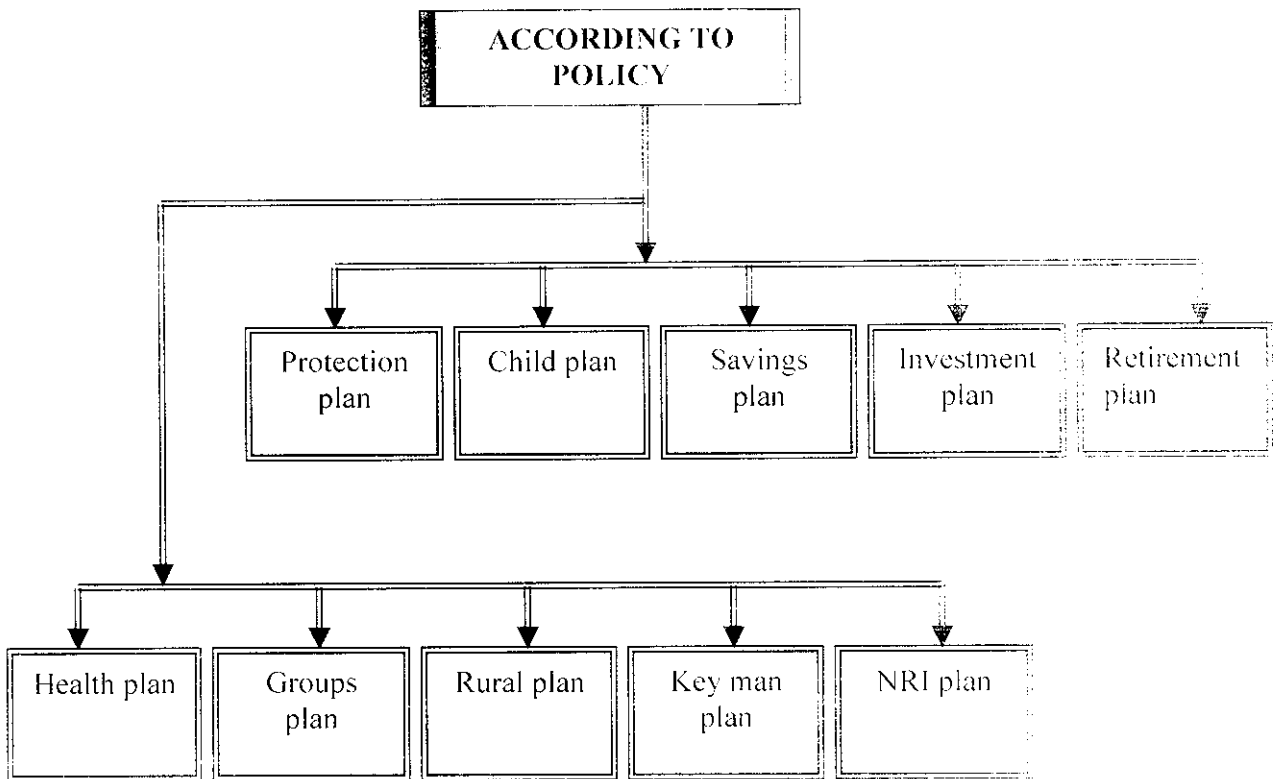 ACCORDING TO
POLICY
Protection
plan
Child plan
Savings
plan
Investment
plan
Retirement
plan
Health plan
Groups
plan
Rural plan
Key man
plan
NRI plan